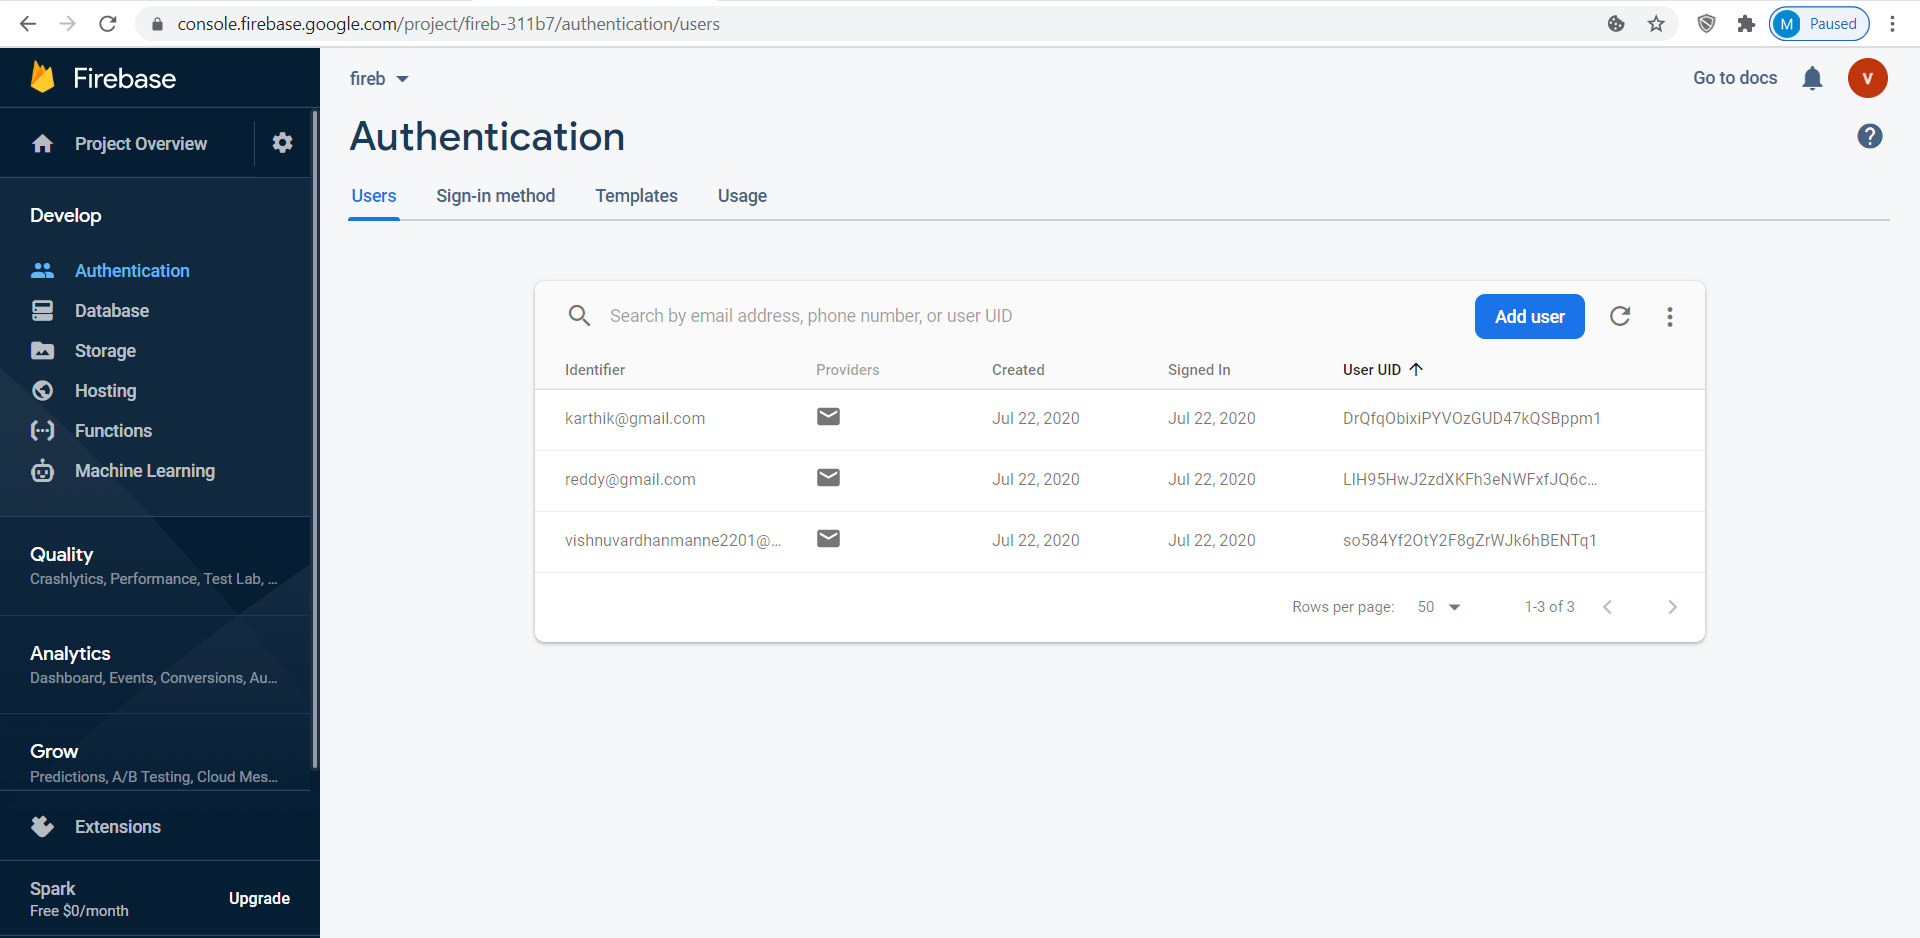 console.firebase.google.com/project/fireb-311b7/authentication/users
M Paused
Firebase
Project Overview
Develop
Authentication
Database
Storage
Hosting
Functions
Machine Learning
Quality
Crashlytics, Performance, Test Lab, ...
Analytics
Dashboard, Events, Conversions, Au...
Grow
Predictions, A/B Testing, Cloud Mes...
Extensions
Spark
Free $0/month
Upgrade
fireb
Go to docs
V
Authentication
Users Sign-in method Templates Usage
Search by email address, phone number, or user UID
Add user
Identifier Providers Created Signed In User UID
karthik@gmail.com Jul 22, 2020 Jul 22, 2020 DrQfqObixiPYVOzGUD47kQSBppm1
reddy@gmail.com Jul 22, 2020 Jul 22, 2020 LIH95HwJ2zdXKFh3eNWFxfJQ6c...
vishnuvardhanmanne2201@... Jul 22, 2020 Jul 22, 2020 so584Yf2OtY2F8gZrWJk6hBENTq1
Rows per page: 50 1-3 of 3